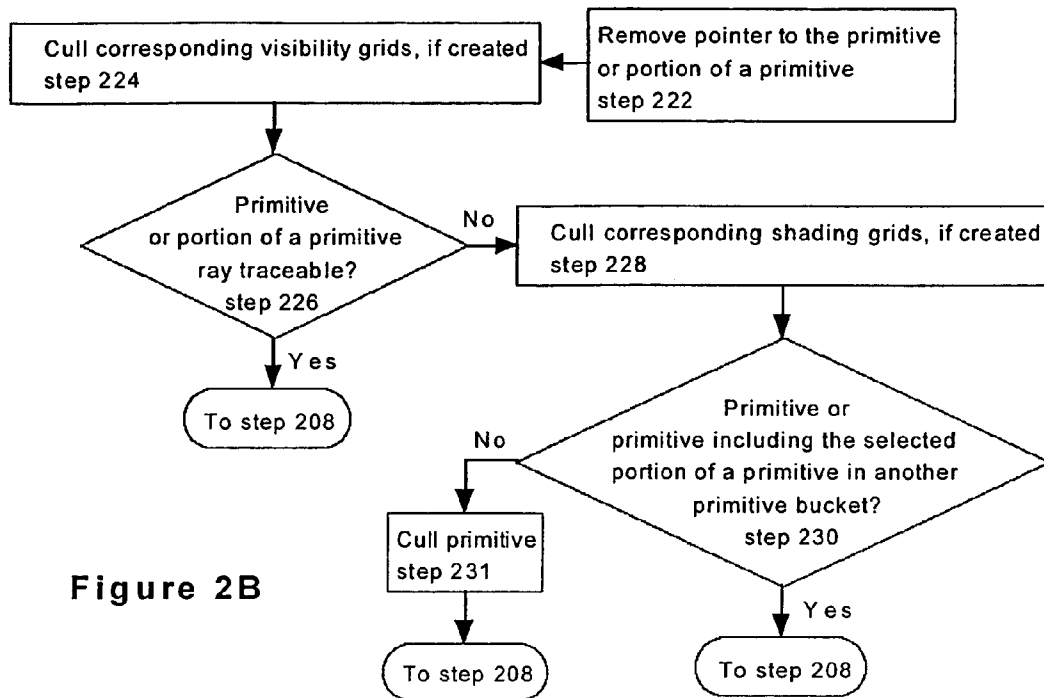 Cull corresponding visibility grids, if created
step 224
Remove pointer to the primitive
or portion of a primitive
step 222
Primitive
or portion of a primitive
ray traceable?
step 226
No
Cull corresponding shading grids, if created
step 228
Yes
To step 208
Primitive or
primitive including the selected
portion of a primitive in another
primitive bucket?
step 230
No
Cull primitive
step 231
Yes
To step 208
To step 208
Figure 2B